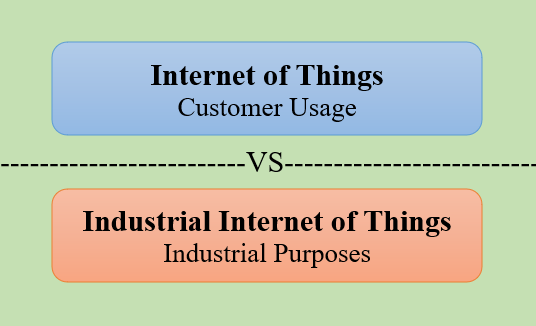 Internet of Things
Customer Usage
VS
Industrial Internet of Things
Industrial Purposes